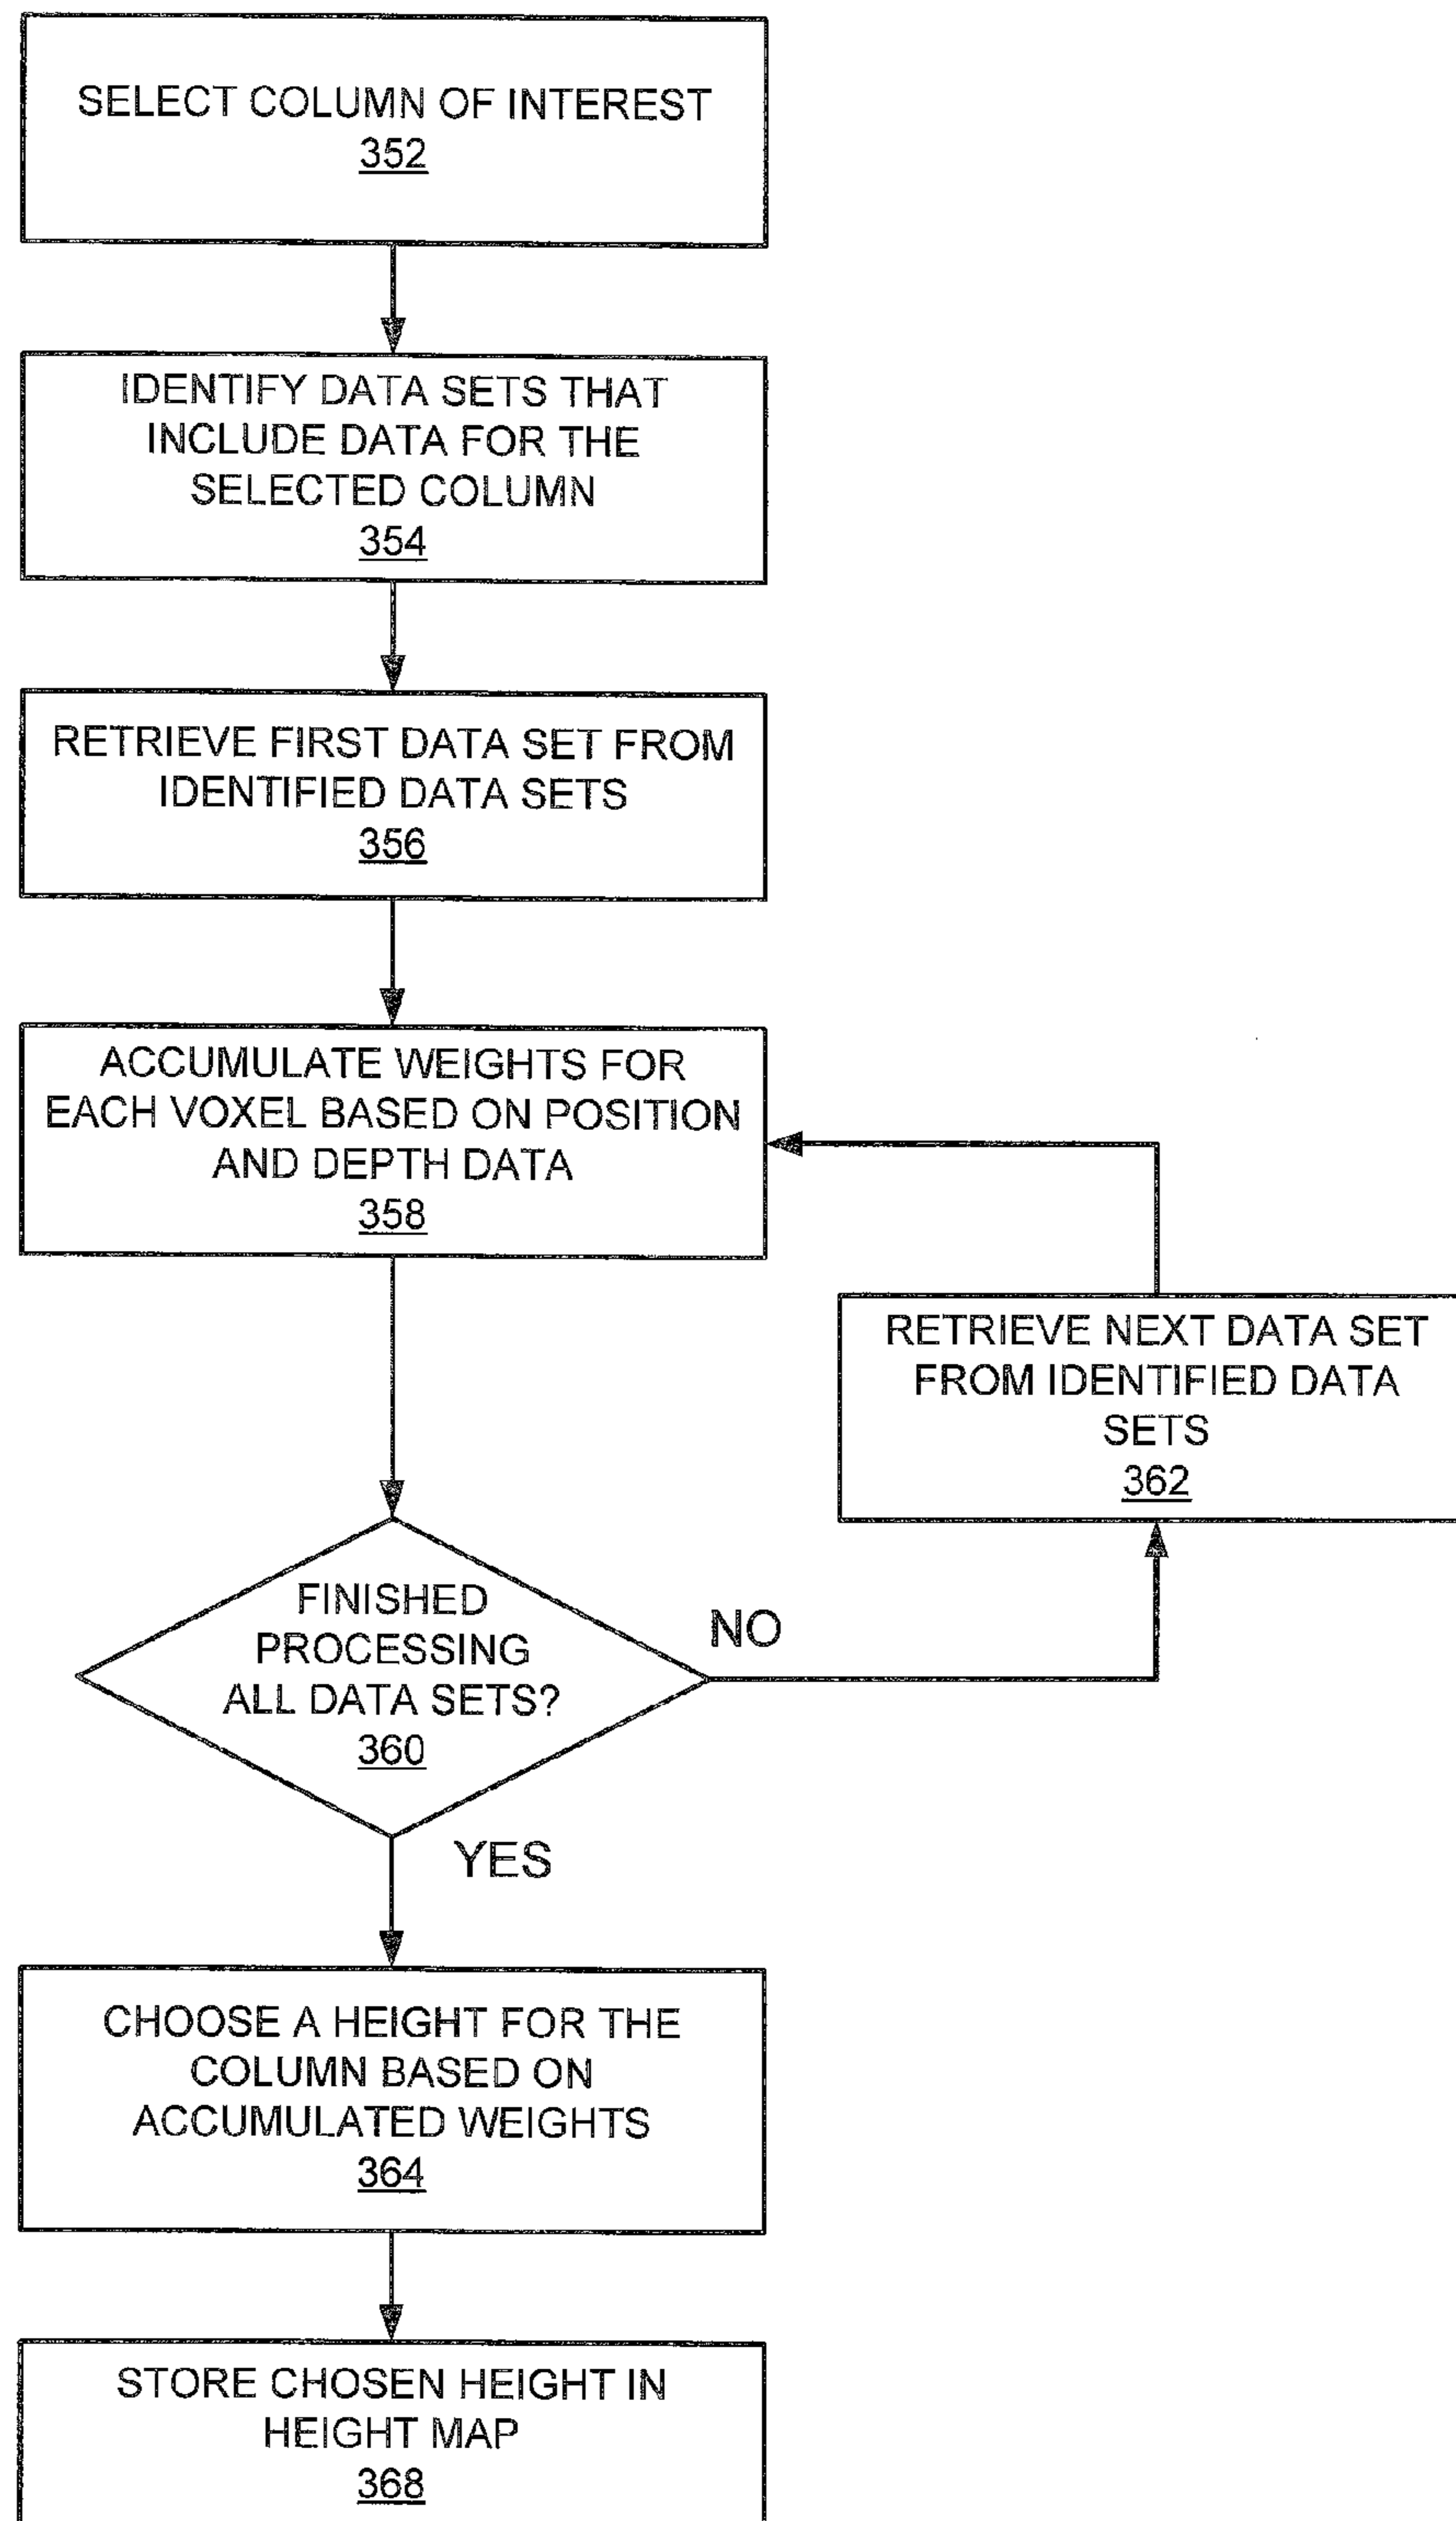 SELECT COLUMN OF INTEREST
352
IDENTIFY DATA SETS THAT
INCLUDE DATA FOR THE
SELECTED COLUMN
354
RETRIEVE FIRST DATA SET FROM
IDENTIFIED DATA SETS
356
ACCUMULATE WEIGHTS FOR
EACH VOXEL BASED ON POSITION
AND DEPTH DATA
358
RETRIEVE NEXT DATA SET
FROM IDENTIFIED DATA
SETS
362
FINISHED
PROCESSING
ALL DATA SETS?
360
NO
YES
CHOOSE A HEIGHT FOR THE
COLUMN BASED ON
ACCUMULATED WEIGHTS
364
STORE CHOSEN HEIGHT IN
HEIGHT MAP
368